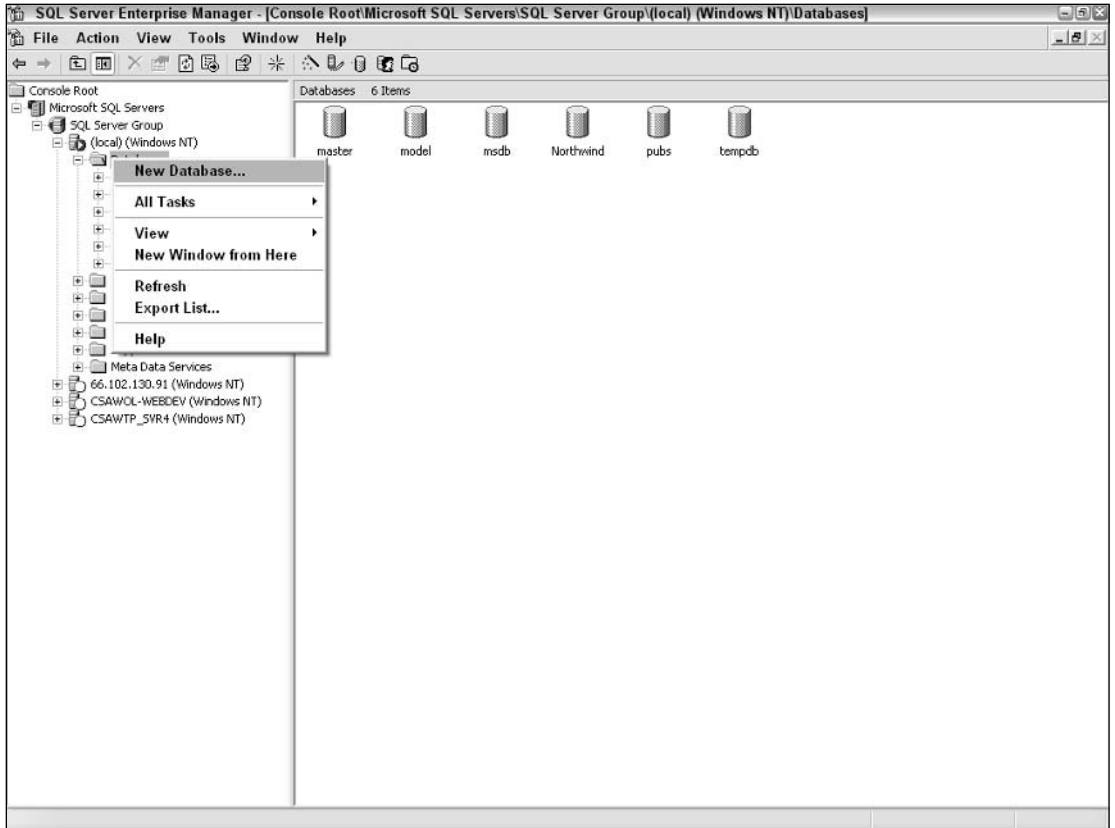 SQL Server Enterprise Manager - [Console Root\Microsoft SQL Servers\SQL Server Group\(local) (Windows NT)\Databases]
File Action View Tools Window Help
Console Root
Microsoft SQL Servers
SQL Server Group
(local) (Windows NT)
New Database...
All Tasks
View
New Window from Here
Refresh
Export List...
Help
Meta Data Services
66.102.130.91 (Windows NT)
CSAWOL-WEBDEV (Windows NT)
CSAWTP_SVR4 (Windows NT)
Databases 6 Items
master model msdb Northwind pubs tempdb